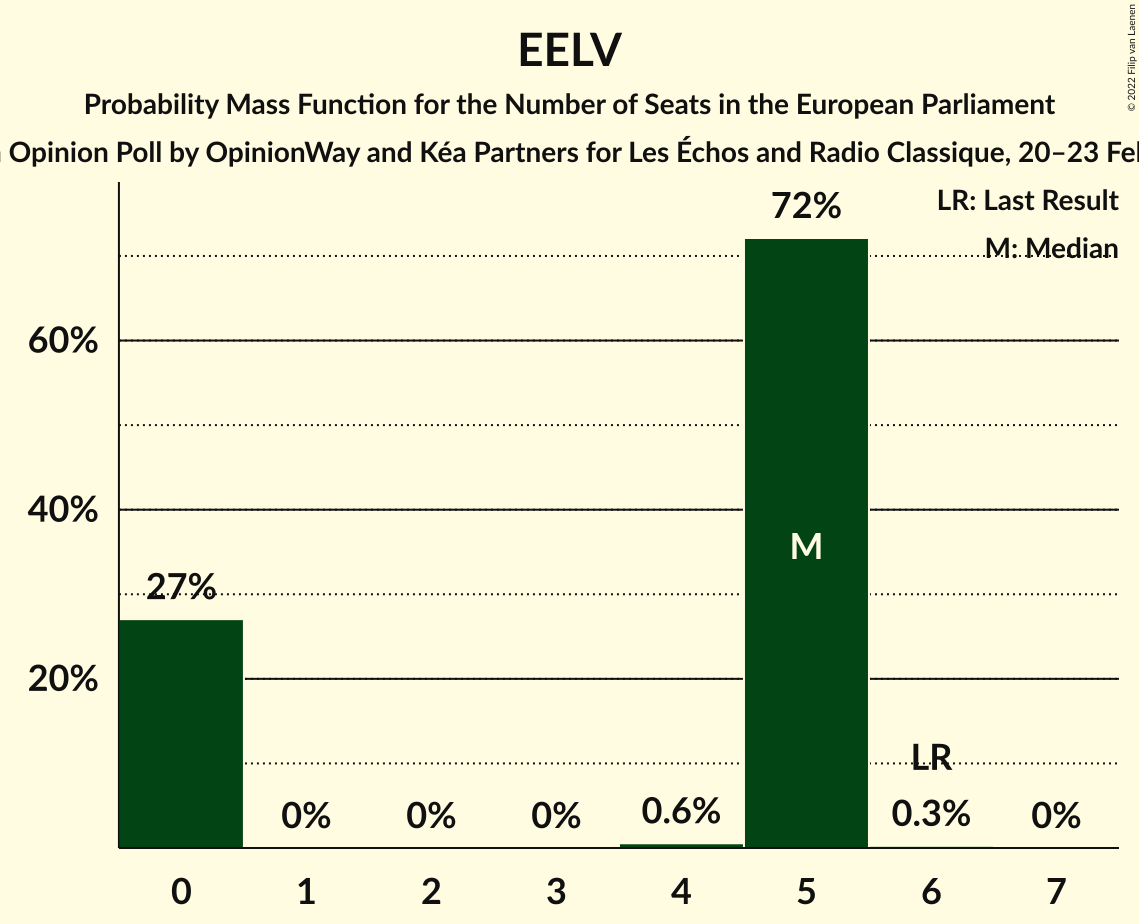 EELV
Probability Mass Function for the Number of Seats in the European Parliament
Opinion Poll by OpinionWay and Kéa Partners for Les Échos and Radio Classique, 20–23
© 2022 Filip van Laenen
LR: Last Result
M: Median
72%
60%
40%
M
27%
20%
LR
0% 0% 0% 0.6% 0.3% 0%
0 1 2 3 4 5 6 7